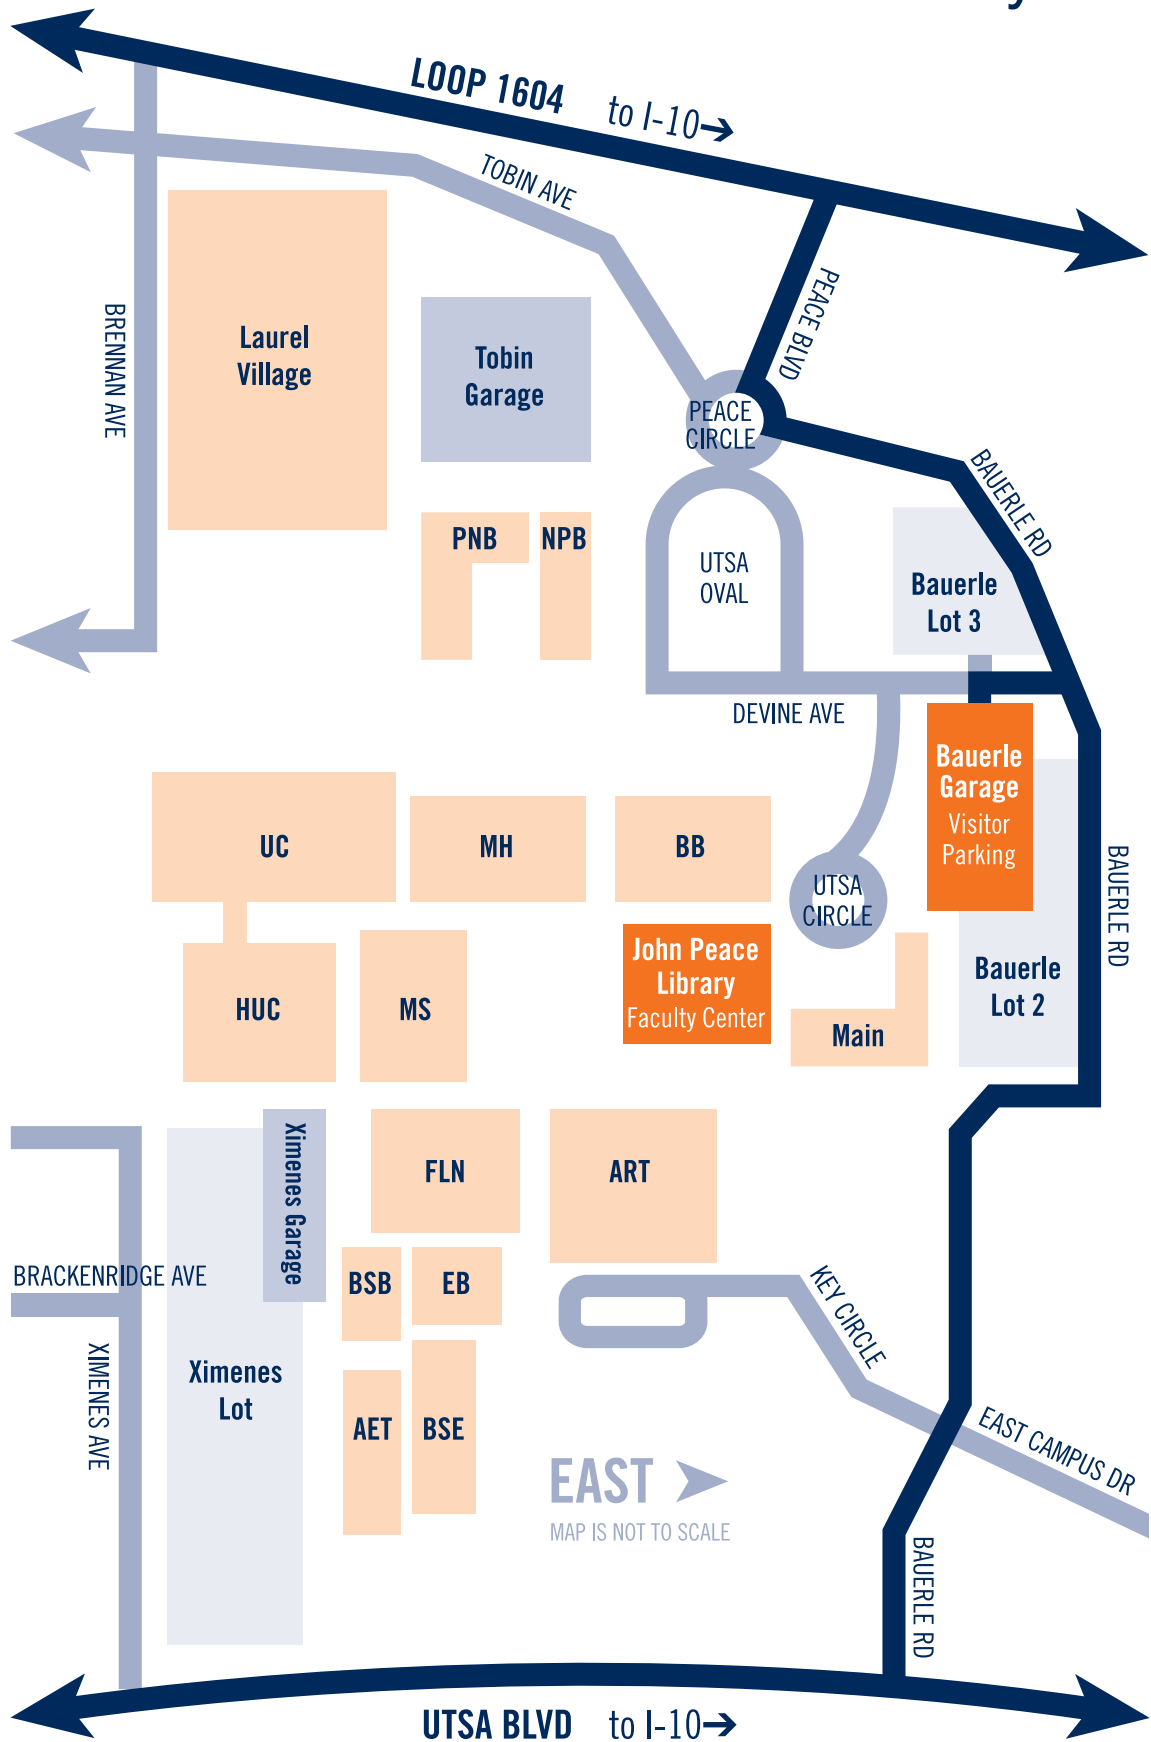 LOOP 1604 to I-10
TOBIN AVE
PEACE BLVD
BRENNAN AVE
Laurel
Village
Tobin
Garage
PEACE
CIRCLE
BAUERLE RD
PNB
NPB
UTSA
OVAL
Bauerle
Lot 3
DEVINE AVE
Bauerle
Garage
Visitor
Parking
UC
MH
BB
UTSA
CIRCLE
BAUERLE RD
John Peace
Library
Faculty Center
HUC
MS
Main
Bauerle
Lot 2
Ximenes Garage
FLN
ART
BRACKENRIDGE AVE
BSB
EB
KEY CIRCLE
XIMENES AVE
Ximenes
Lot
AET
BSE
EAST CAMPUS DR
EAST
MAP IS NOT TO SCALE
BAUERLE RD
UTSA BLVD to I-10